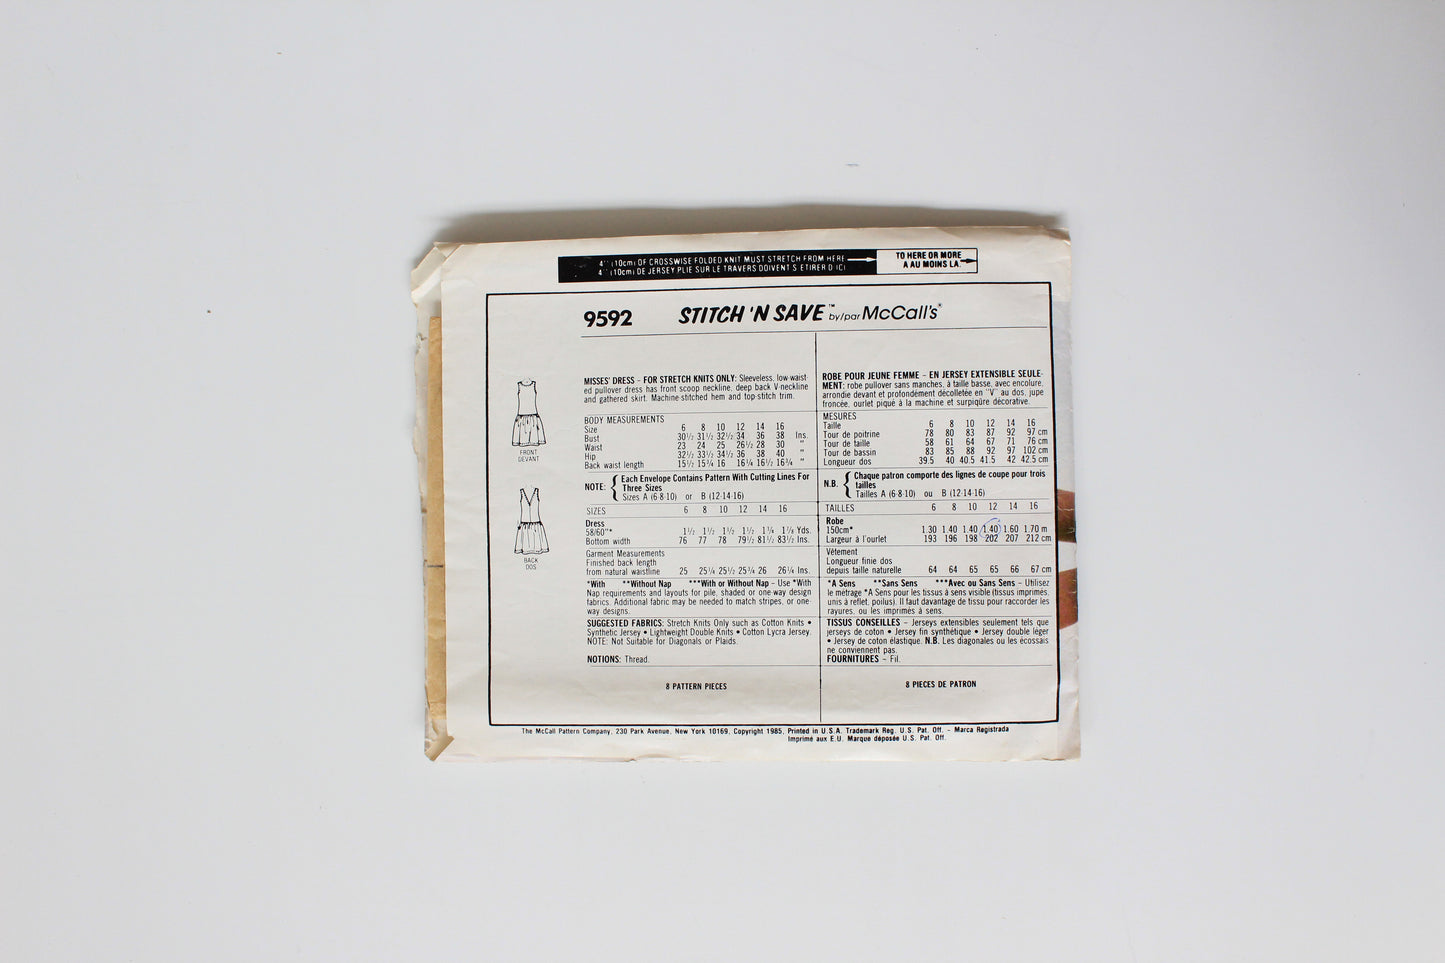 4'' (10cm) OF CROSSWISE FOLDED KNIT MUST STRETCH FROM HERE
4'' (10cm) DE JERSEY PLIE SUR LE TRAVERS DOIVENT S ETIRER D ICI
TO HERE OR MORE
A AU MOINS LA
9592
STITCH 'N SAVE™ by/par McCall's®
FRONT
DEVANT
BACK
DOS
MISSES' DRESS - FOR STRETCH KNITS ONLY: Sleeveless, low-waist-
ed pullover dress has front scoop neckline, deep back V-neckline
and gathered skirt. Machine-stitched hem and top-stitch trim.
BODY MEASUREMENTS
Size 6 8 10 12 14 16
Bust 30½ 31½ 32½ 34 36 38 Ins.
Waist 23 24 25 26½ 28 30 "
Hip 32½ 33½ 34½ 36 38 40 "
Back waist length 15½ 15¾ 16 16¼ 16½ 16¾ "
NOTE: { Each Envelope Contains Pattern With Cutting Lines For
Three Sizes
Sizes A (6-8-10) or B (12-14-16)
SIZES 6 8 10 12 14 16
Dress
58/60"* 1½ 1½ 1½ 1½ 1¾ 1⅞ Yds.
Bottom width 76 77 78 79½ 81½ 83½ Ins.
Garment Measurements
Finished back length
from natural waistline 25 25¼ 25½ 25¾ 26 26¼ Ins.
*With **Without Nap ***With or Without Nap - Use *With
Nap requirements and layouts for pile, shaded or one-way design
fabrics. Additional fabric may be needed to match stripes, or one-
way designs.
SUGGESTED FABRICS: Stretch Knits Only such as Cotton Knits •
Synthetic Jersey • Lightweight Double Knits • Cotton Lycra Jersey.
NOTE: Not Suitable for Diagonals or Plaids.
NOTIONS: Thread.
8 PATTERN PIECES
ROBE POUR JEUNE FEMME - EN JERSEY EXTENSIBLE SEULE-
MENT: robe pullover sans manches, à taille basse, avec encolure,
arrondie devant et profondément décolletée en "V" au dos, jupe
froncée, ourlet piqué à la machine et surpiqûre décorative.
MESURES
Taille 6 8 10 12 14 16
Tour de poitrine 78 80 83 87 92 97 cm
Tour de taille 58 61 64 67 71 76 cm
Tour de bassin 83 85 88 92 97 102 cm
Longueur dos 39.5 40 40.5 41.5 42 42.5 cm
N.B. { Chaque patron comporte des lignes de coupe pour trois
tailles
Tailles A (6-8-10) ou B (12-14-16)
TAILLES 6 8 10 12 14 16
Robe
150cm* 1.30 1.40 1.40 1.40 1.60 1.70 m
Largeur à l'ourlet 193 196 198 202 207 212 cm
Vêtement
Longueur finie dos
depuis taille naturelle 64 64 65 65 66 67 cm
*A Sens **Sans Sens ***Avec ou Sans Sens - Utilisez
le métrage *A Sens pour les tissus à sens visible (tissus imprimés,
unis à reflet, poilus). Il faut davantage de tissu pour raccorder les
rayures, ou les imprimés à sens.
TISSUS CONSEILLES - Jerseys extensibles seulement tels que
jerseys de coton • Jersey fin synthétique • Jersey double léger
• Jersey de coton élastique. N.B. Les diagonales ou les écossais
ne conviennent pas.
FOURNITURES - Fil.
8 PIECES DE PATRON
The McCall Pattern Company, 230 Park Avenue, New York 10169, Copyright 1985, Printed in U.S.A. Trademark Reg. U.S. Pat. Off. - Marca Registrada
Imprimé aux E.U. Marque déposée U.S. Pat. Off.